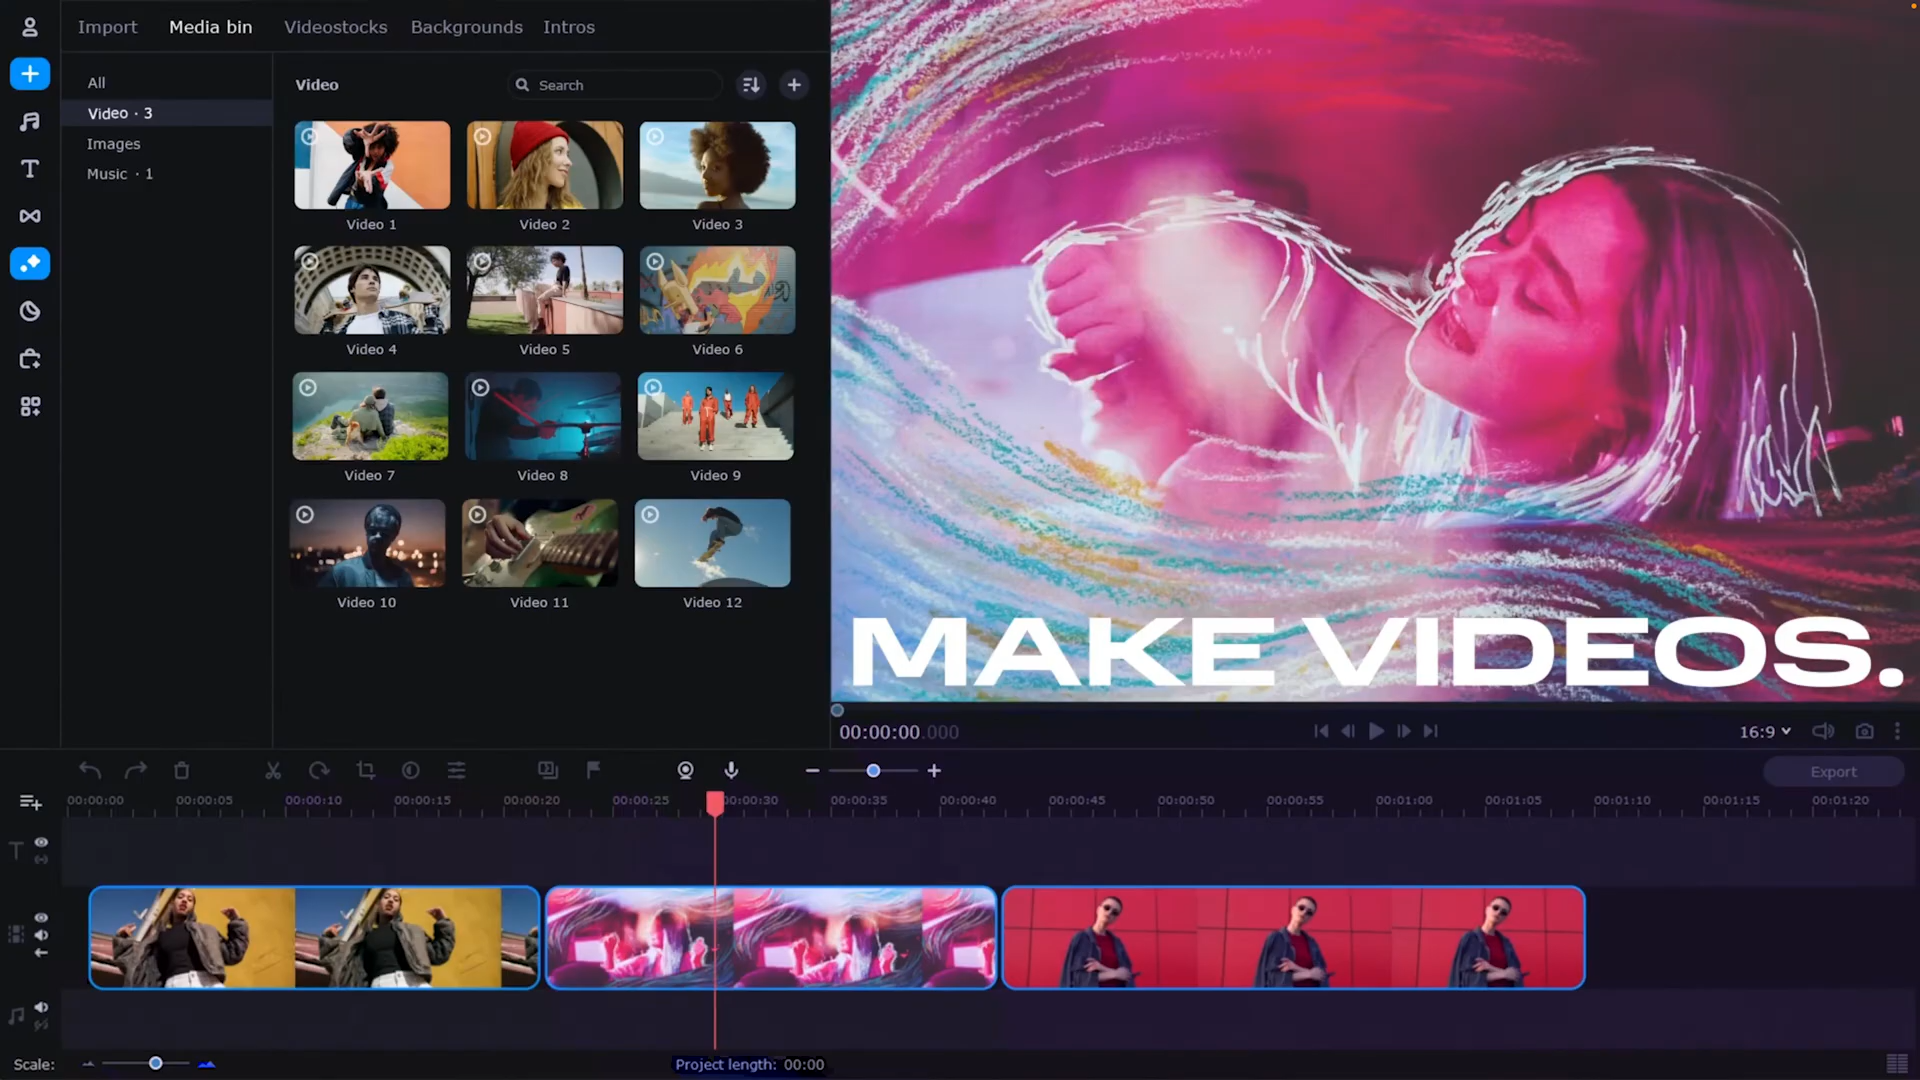 Import Media bin Videostocks Backgrounds Intros
All
Video · 3
Images
Music · 1
Video
Search
Video 1 Video 2 Video 3
Video 4 Video 5 Video 6
Video 7 Video 8 Video 9
Video 10 Video 11 Video 12
MAKE VIDEOS.
00:00:00.000
16:9
Export
00:00:00 00:00:05 00:00:10 00:00:15 00:00:20 00:00:25 00:00:30 00:00:35 00:00:40 00:00:45 00:00:50 00:00:55 00:01:00 00:01:05 00:01:10 00:01:15 00:01:20
Scale:
Project length: 00:00